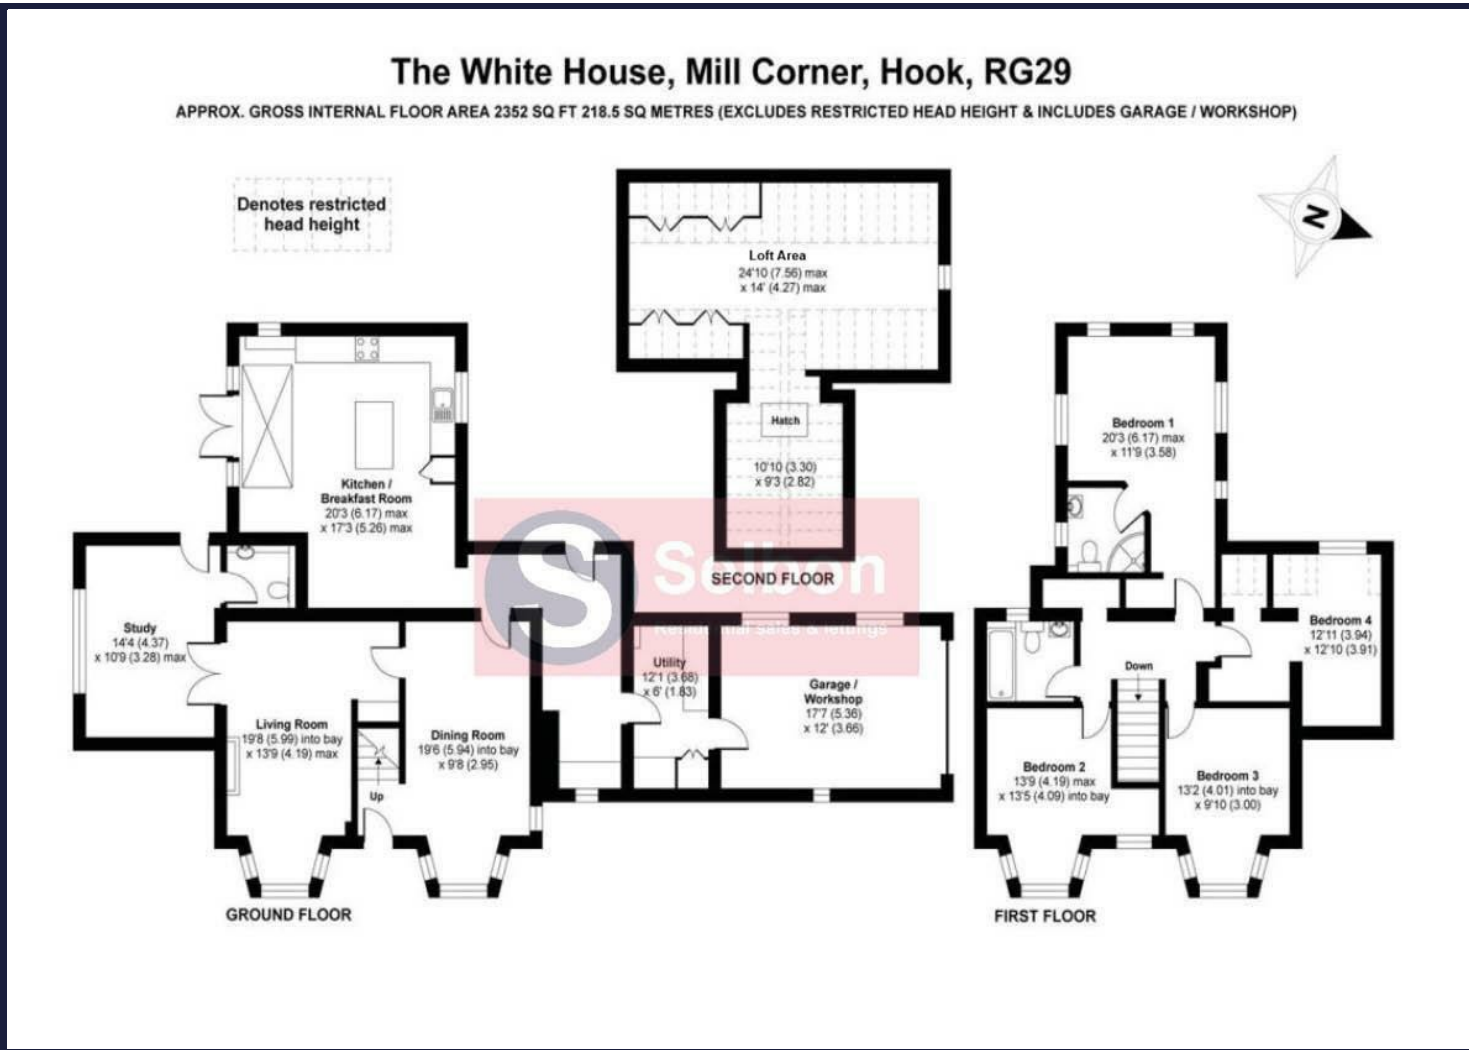 The White House, Mill Corner, Hook, RG29
APPROX. GROSS INTERNAL FLOOR AREA 2352 SQ FT 218.5 SQ METRES (EXCLUDES RESTRICTED HEAD HEIGHT & INCLUDES GARAGE / WORKSHOP)
Denotes restricted
head height
N
Loft Area
24'10 (7.56) max
x 14' (4.27) max
Hatch
10'10 (3.30)
x 9'3 (2.82)
SECOND FLOOR
Kitchen /
Breakfast Room
20'3 (6.17) max
x 17'3 (5.26) max
Study
14'4 (4.37)
x 10'9 (3.28) max
Living Room
19'8 (5.99) into bay
x 13'9 (4.19) max
Up
Dining Room
19'6 (5.94) into bay
x 9'8 (2.95)
Utility
12'1 (3.68)
x 6' (1.83)
Garage /
Workshop
17'7 (5.36)
x 12' (3.66)
GROUND FLOOR
Bedroom 1
20'3 (6.17) max
x 11'9 (3.58)
Bedroom 4
12'11 (3.94)
x 12'10 (3.91)
Down
Bedroom 2
13'9 (4.19) max
x 13'5 (4.09) into bay
Bedroom 3
13'2 (4.01) into bay
x 9'10 (3.00)
FIRST FLOOR
S
Selbon
Residential sales & lettings